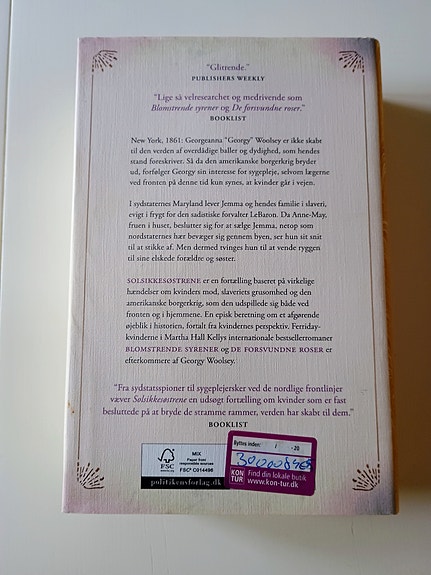 "Glitrende."
PUBLISHERS WEEKLY
"Lige så velresearchet og medrivende som
Blomstrende syrener og De forsvundne roser."
BOOKLIST
New York, 1861: Georgeanna "Georgy" Woolsey er ikke skabt
til den verden af overdådige baller og dydighed, som hendes
stand foreskriver. Så da den amerikanske borgerkrig bryder
ud, forfølger Georgy sin interesse for sygepleje, selvom lægerne
ved fronten på denne tid kun synes, at kvinder går i vejen.
I sydstaternes Maryland lever Jemma og hendes familie i slaveri,
evigt i frygt for den sadistiske forvalter LeBaron. Da Anne-May,
fruen i huset, beslutter sig for at sælge Jemma, netop som
nordstaternes hær bevæger sig gennem byen, ser hun sit snit
til at stikke af. Men dermed tvinges hun til at vende ryggen
til sine elskede forældre og søster.
SOLSIKKESØSTRENE er en fortælling baseret på virkelige
hændelser om kvinders mod, slaveriets grusomhed og den
amerikanske borgerkrig, som den udspillede sig både ved
fronten og i hjemmene. En episk beretning om et afgørende
øjeblik i historien, fortalt fra kvindernes perspektiv. Ferriday-
kvinderne i Martha Hall Kellys internationale bestsellerromaner
BLOMSTRENDE SYRENER og DE FORSVUNDNE ROSER er
efterkommere af Georgy Woolsey.
"Fra sydstatsspioner til sygeplejersker ved de nordlige frontlinjer
væver Solsikkesøstrene en udsøgt fortælling om kvinder som er fast
besluttede på at bryde de stramme rammer, verden har skabt til dem."
BOOKLIST
FSC
www.fsc.org
MIX
Paper from
responsible sources
FSC® C014496
politikensforlag.dk
Byttes inden: / -20
KON
TUR
Find din lokale butik
www.kon-tur.dk